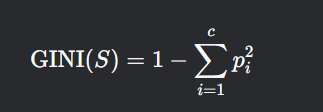 GINI(S) = 1 − ∑_{i=1}^{c} p_i^2